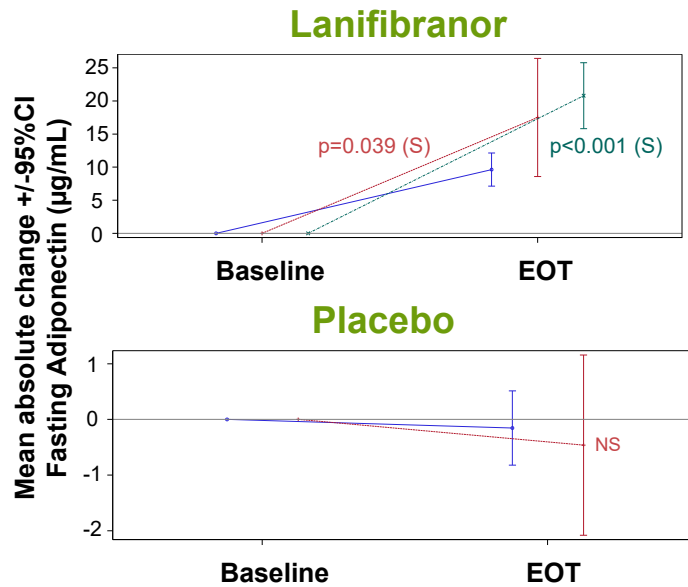 Lanifibranor
Mean absolute change +/-95%CI
Fasting Adiponectin (µg/mL)
25
20
15
10
5
0
p=0.039 (S)
p<0.001 (S)
Baseline
EOT
Placebo
1
0
-1
-2
NS
Baseline
EOT